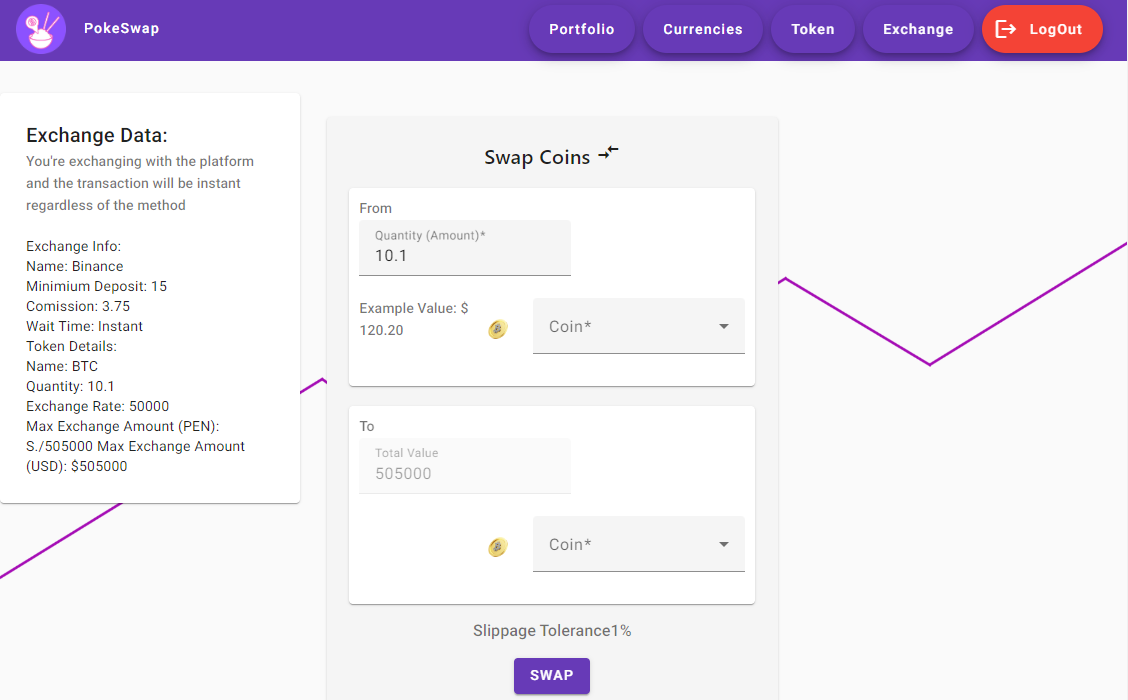 PokeSwap
Portfolio
Currencies
Token
Exchange
LogOut
Exchange Data:
You're exchanging with the platform
and the transaction will be instant
regardless of the method
Exchange Info:
Name: Binance
Minimium Deposit: 15
Comission: 3.75
Wait Time: Instant
Token Details:
Name: BTC
Quantity: 10.1
Exchange Rate: 50000
Max Exchange Amount (PEN):
S./505000 Max Exchange Amount
(USD): $505000
Swap Coins
From
Quantity (Amount)*
10.1
Example Value: $
120.20
Coin*
To
Total Value
505000
Coin*
Slippage Tolerance1%
SWAP